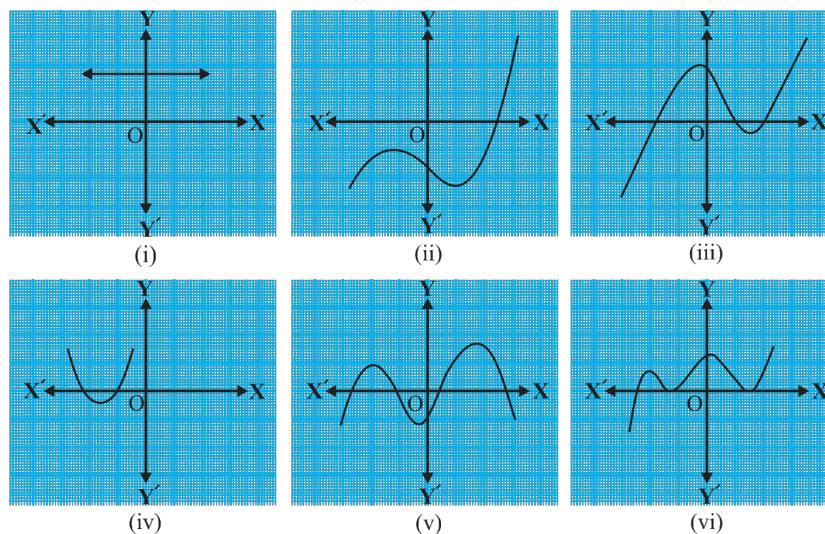 Y Y Y
X′ X X′ X X′ X
O O O
Y′ Y′ Y′
(i) (ii) (iii)
Y Y Y
X′ X X′ X X′ X
O O O
Y′ Y′ Y′
(iv) (v) (vi)